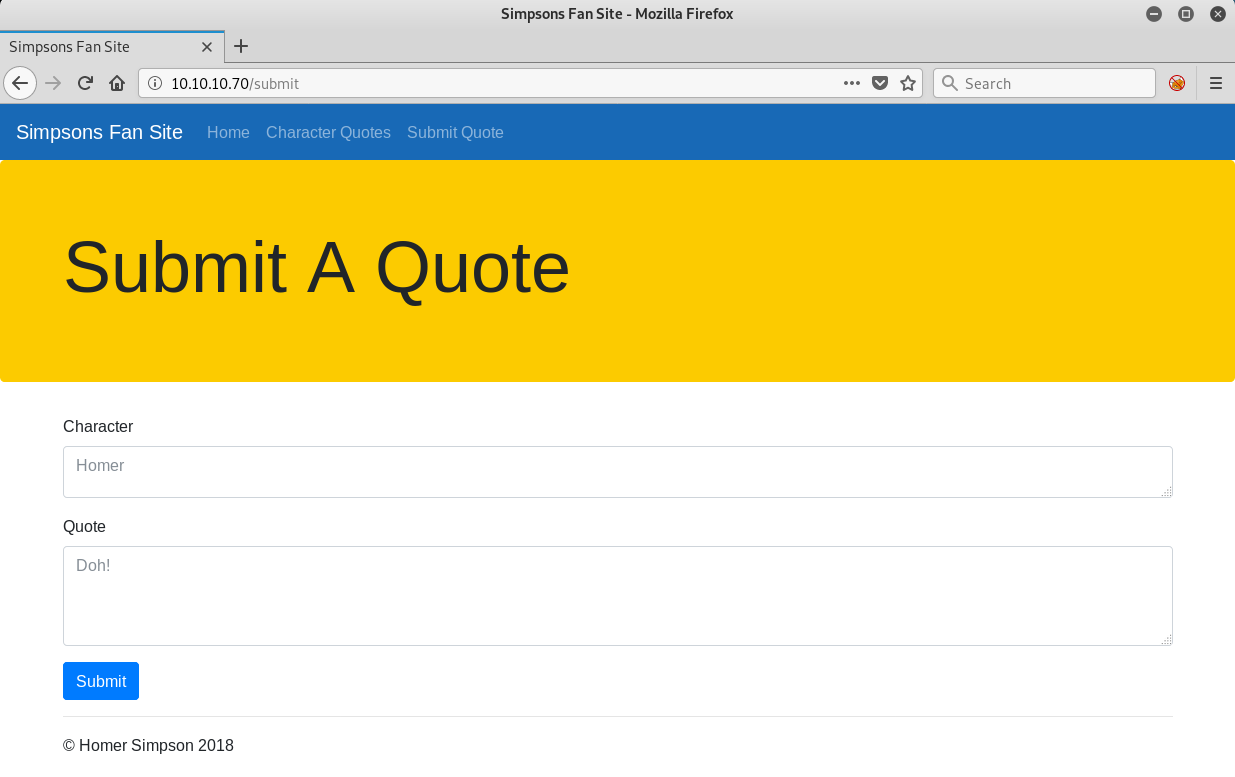 Simpsons Fan Site - Mozilla Firefox
Simpsons Fan Site
10.10.10.70/submit
Search
Simpsons Fan Site Home Character Quotes Submit Quote
Submit A Quote
Character
Homer
Quote
Doh!
Submit
© Homer Simpson 2018